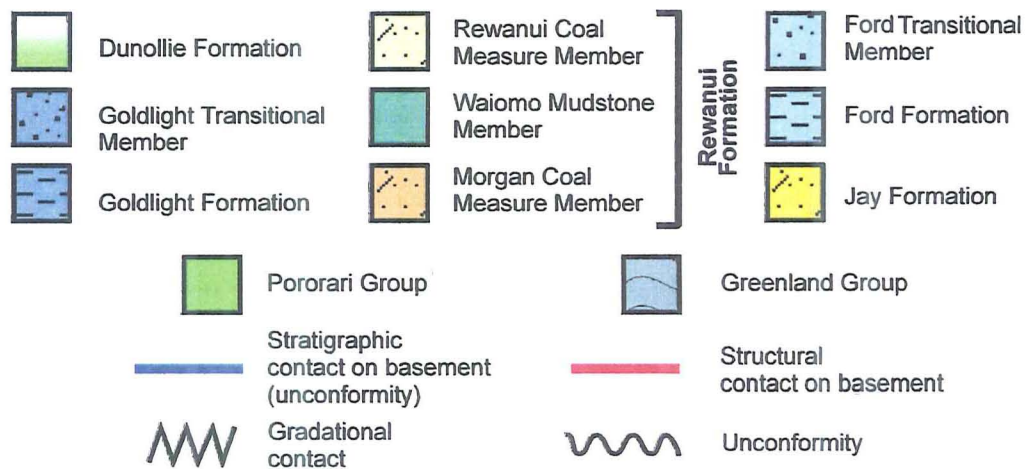 Dunollie Formation
Goldlight Transitional
Member
Goldlight Formation
Rewanui Coal
Measure Member
Waiomo Mudstone
Member
Morgan Coal
Measure Member
Rewanui
Formation
Ford Transitional
Member
Ford Formation
Jay Formation
Pororari Group
Greenland Group
Stratigraphic
contact on basement
(unconformity)
Structural
contact on basement
Gradational
contact
Unconformity